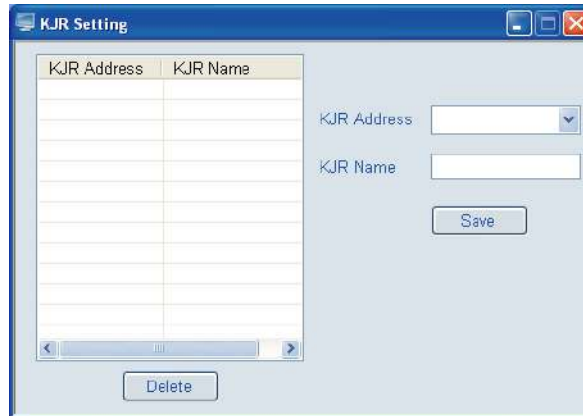 KJR Setting
KJR Address KJR Name
KJR Address
KJR Name
Save
Delete